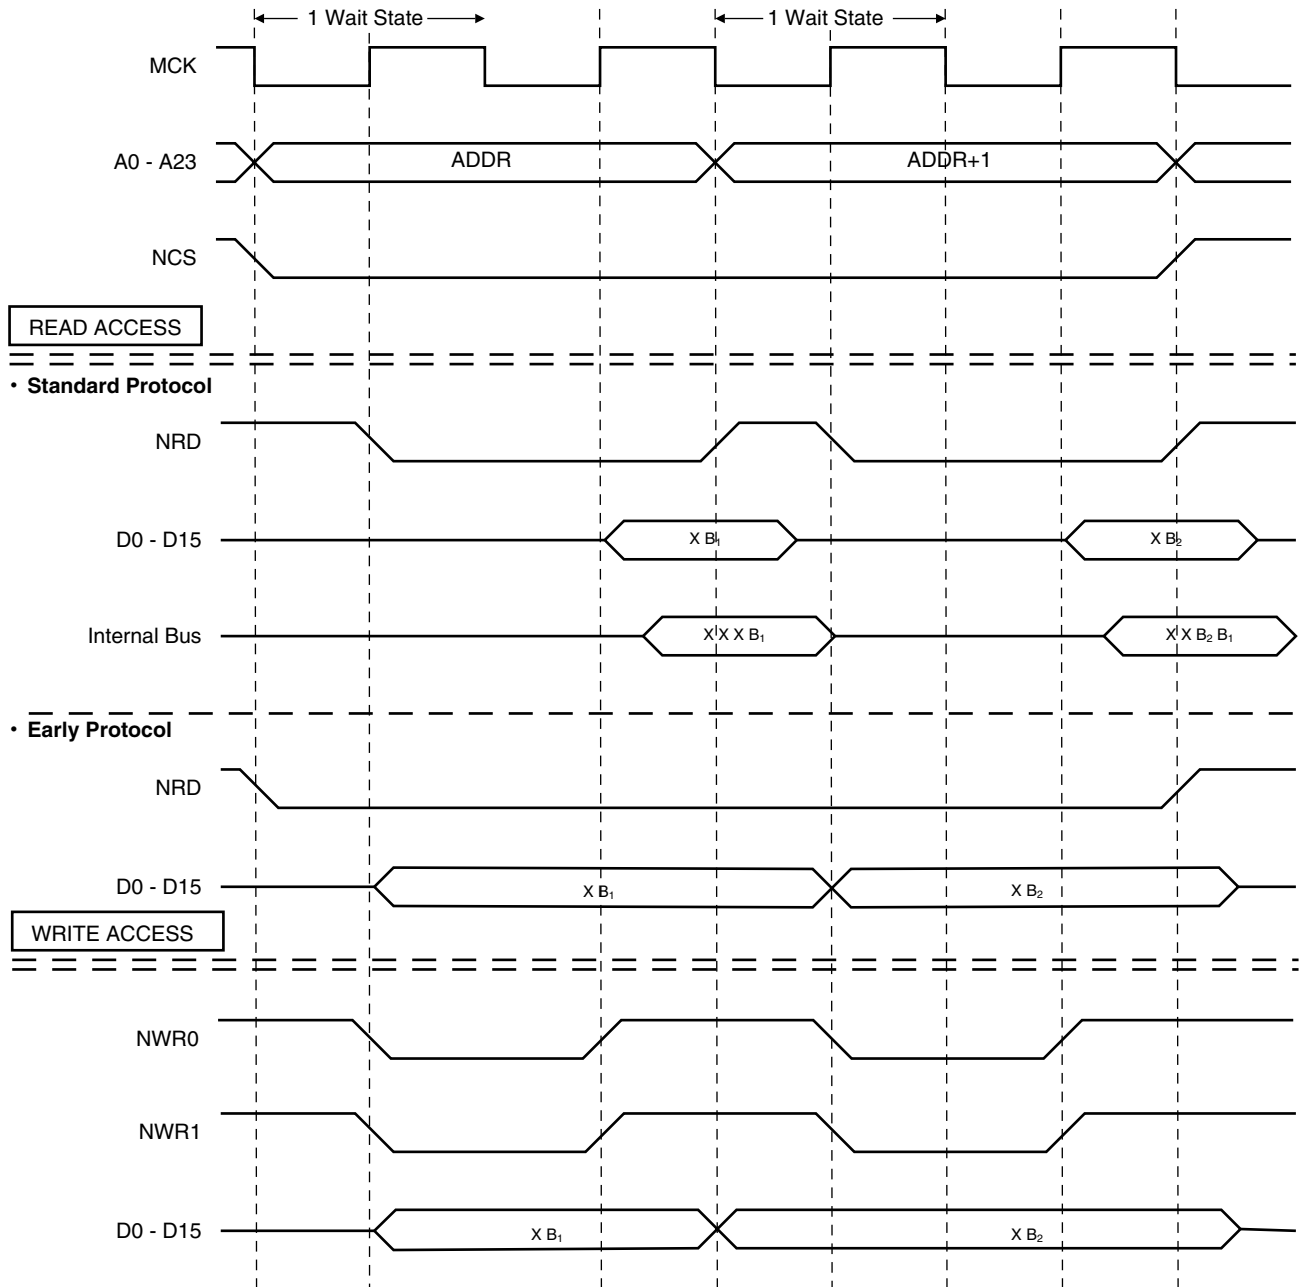 1 Wait State 1 Wait State
MCK
A0 - A23 ADDR ADDR+1
NCS
READ ACCESS
• Standard Protocol
NRD
D0 - D15 X B₁ X B₂
Internal Bus X X X B₁ X X B₂ B₁
• Early Protocol
NRD
D0 - D15 X B₁ X B₂
WRITE ACCESS
NWR0
NWR1
D0 - D15 X B₁ X B₂